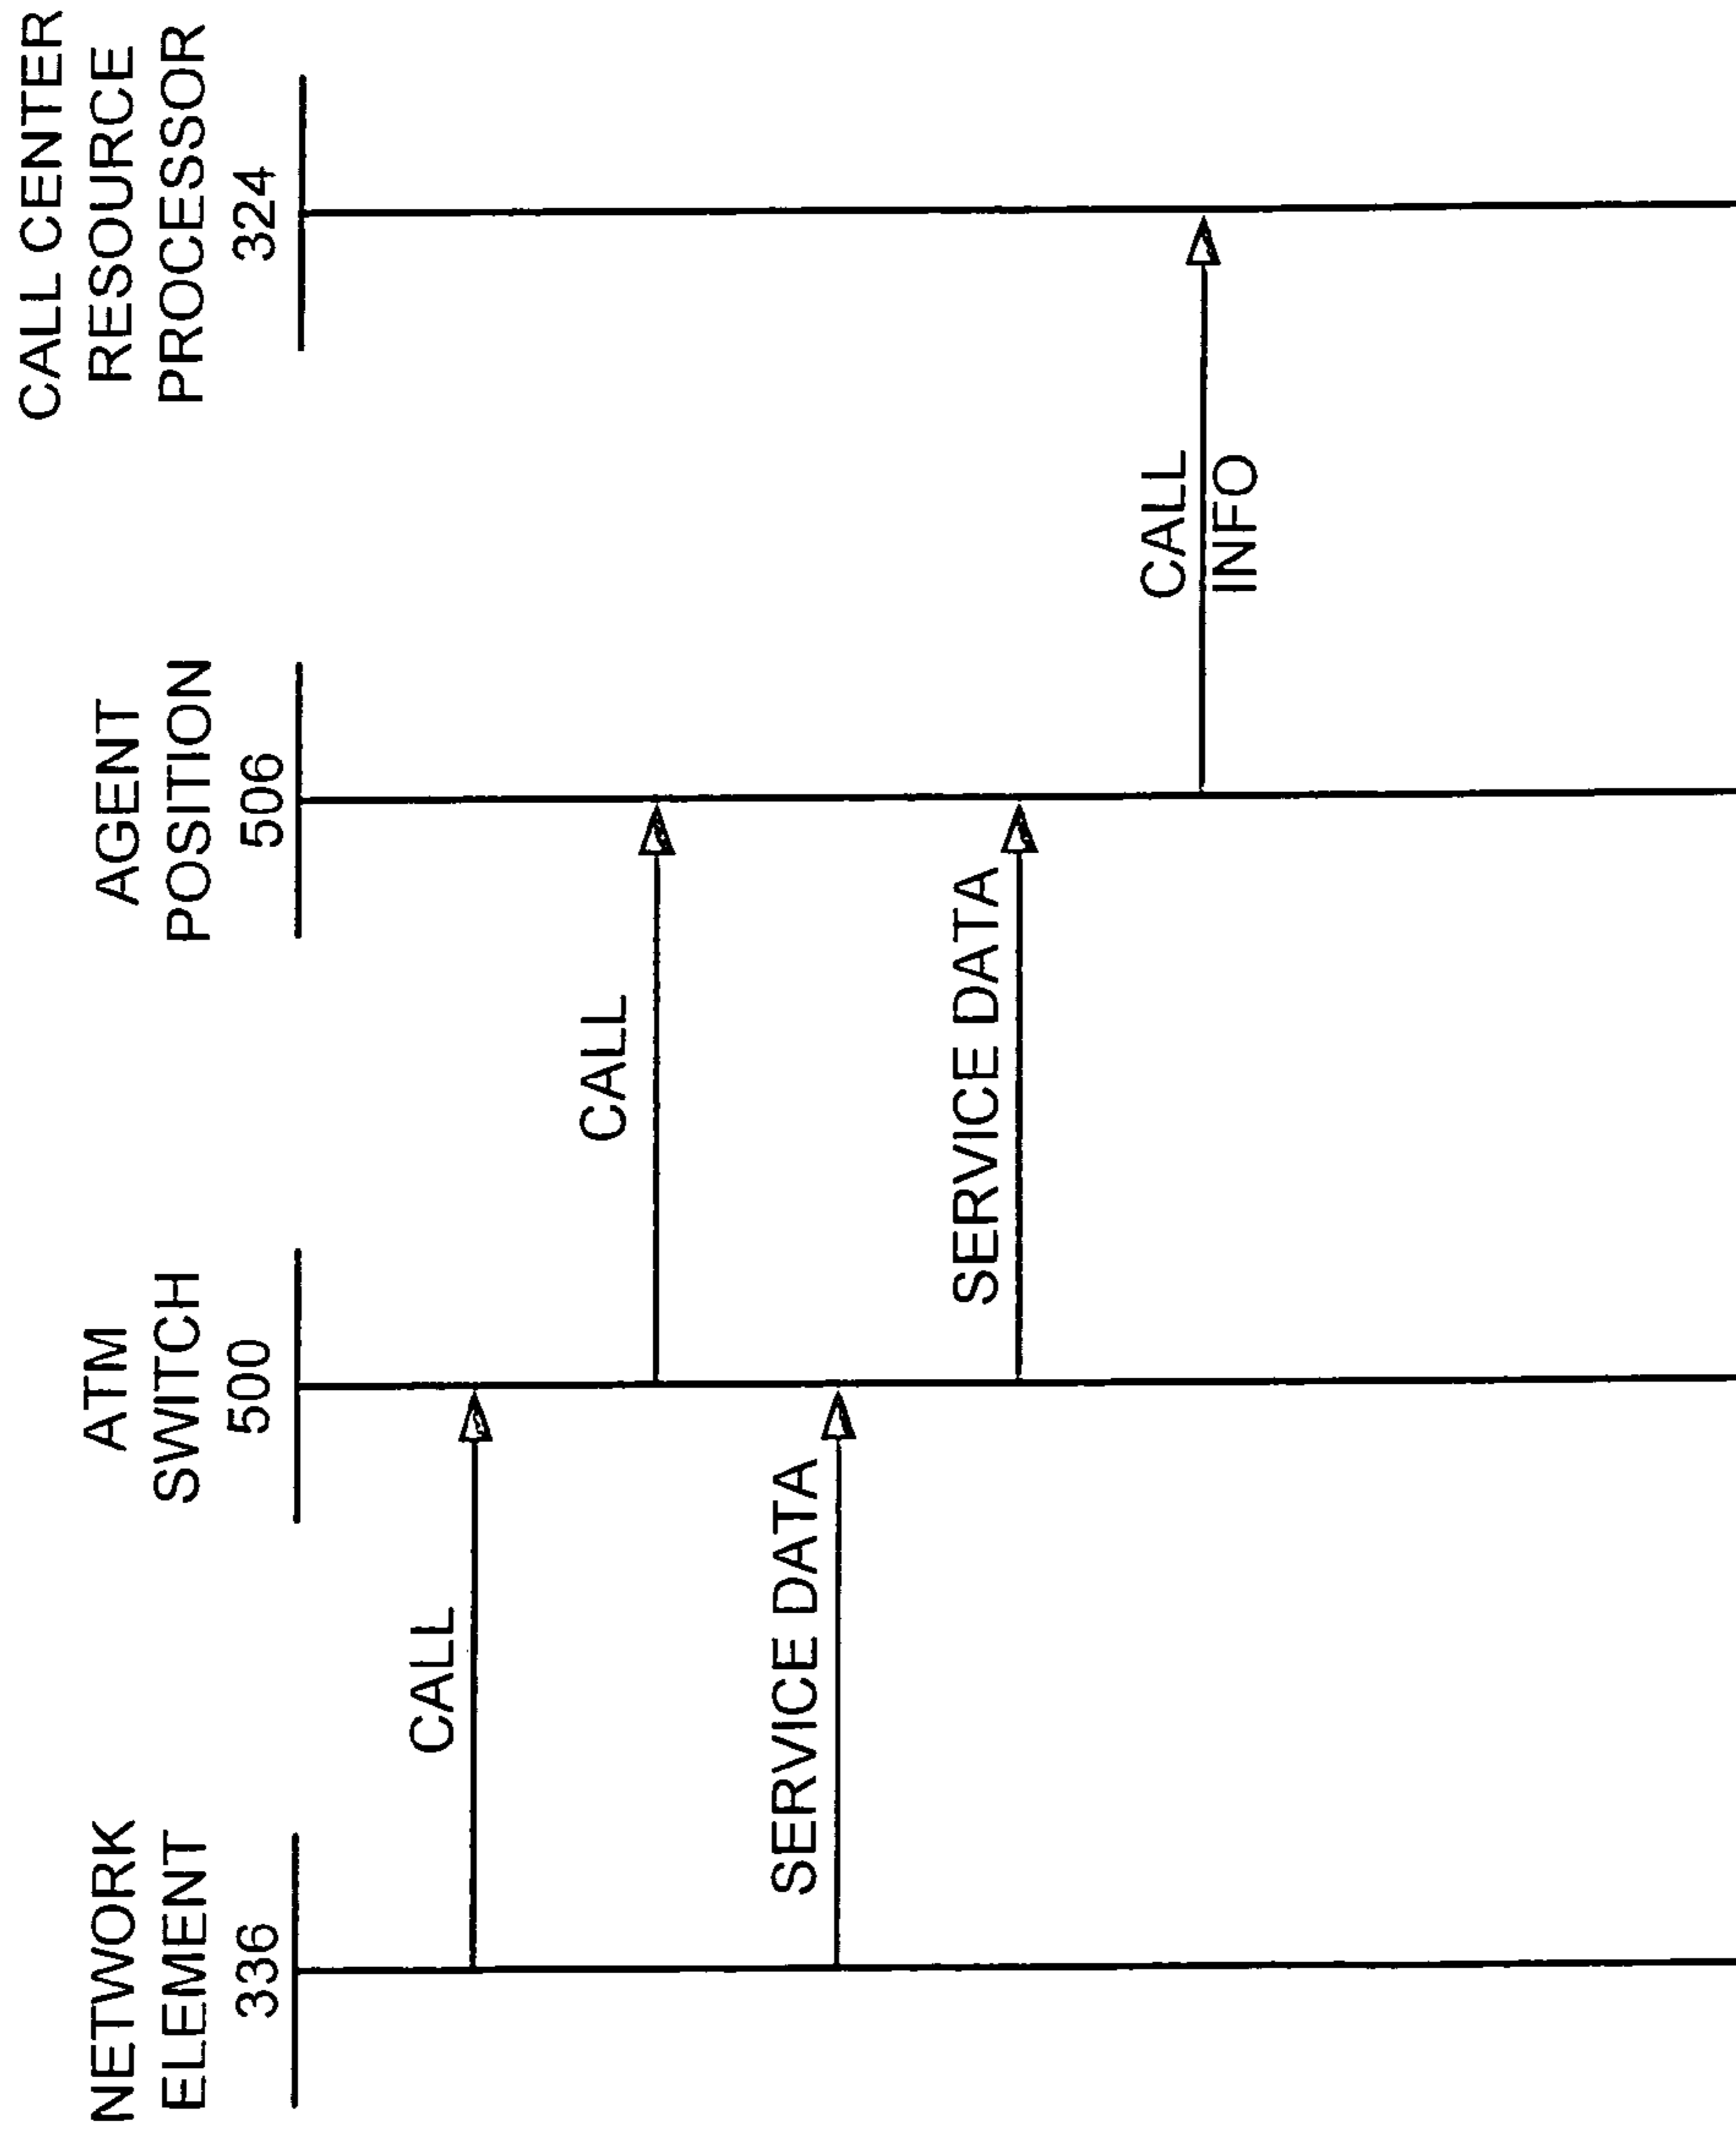 NETWORK
ELEMENT
336
ATM
SWITCH
500
AGENT
POSITION
506
CALL CENTER
RESOURCE
PROCESSOR
324
CALL
CALL
SERVICE DATA
SERVICE DATA
CALL
INFO